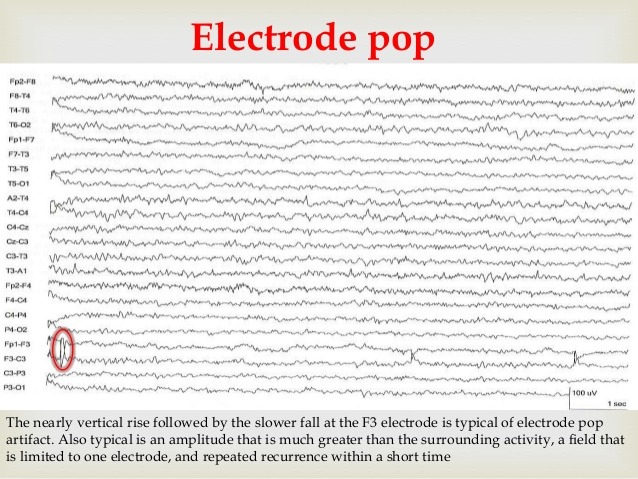 Electrode pop
Fp2-F8
F8-T4
T4-T6
T6-O2
Fp1-F7
F7-T3
T3-T5
T5-O1
A2-T4
T4-C4
C4-Cz
Cz-C3
C3-T3
T3-A1
Fp2-F4
F4-C4
C4-P4
P4-O2
Fp1-F3
F3-C3
C3-P3
P3-O1
100 uV
1 sec
The nearly vertical rise followed by the slower fall at the F3 electrode is typical of electrode pop
artifact. Also typical is an amplitude that is much greater than the surrounding activity, a field that
is limited to one electrode, and repeated recurrence within a short time